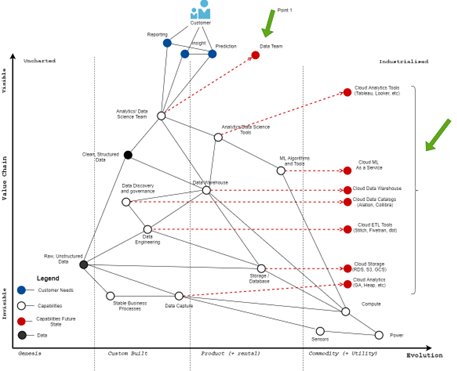 Customer
Point 1
Reporting
Insight
Prediction
Data Team
Uncharted
Industrialised
Visible
Value Chain
Invisible
Cloud Analytics Tools
(Tableau, Looker, etc)
Analytics/ Data
Science Team
Analytics/Data Science
Tools
Clean, Structured
Data
ML Algorithms
and Tools
Cloud ML
As a Service
Data Discovery
and governance
Data Warehouse
Cloud Data Warehouse
Cloud Data Catalogs
(Alation, Collibra)
Data
Engineering
Cloud ETL Tools
(Stitch, Fivetran, dbt)
Raw, Unstructured
Data
Storage /
Database
Cloud Storage
(RDS, S3, GCS)
Cloud Analytics
(GA, Heap, etc)
Legend
Customer Needs
Capabilities
Capabilities Future
State
Data
Stable Business
Processes
Data Capture
Compute
Sensors
Power
Genesis
Custom Built
Product (+ rental)
Commodity (+ Utility)
Evolution